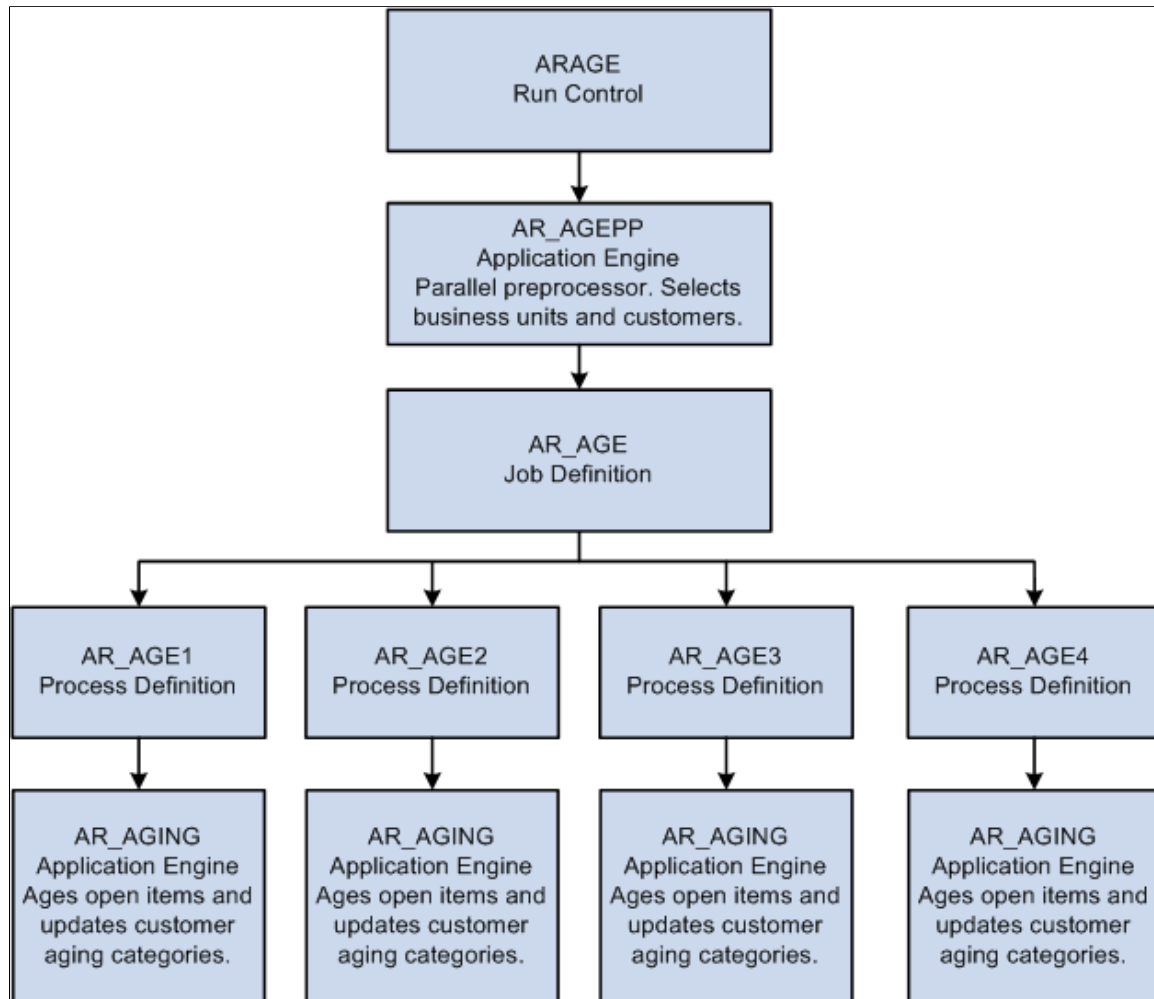 ARAGE
Run Control
AR_AGEPP
Application Engine
Parallel preprocessor. Selects
business units and customers.
AR_AGE
Job Definition
AR_AGE1
Process Definition
AR_AGE2
Process Definition
AR_AGE3
Process Definition
AR_AGE4
Process Definition
AR_AGING
Application Engine
Ages open items and
updates customer
aging categories.
AR_AGING
Application Engine
Ages open items and
updates customer
aging categories.
AR_AGING
Application Engine
Ages open items and
updates customer
aging categories.
AR_AGING
Application Engine
Ages open items and
updates customer
aging categories.